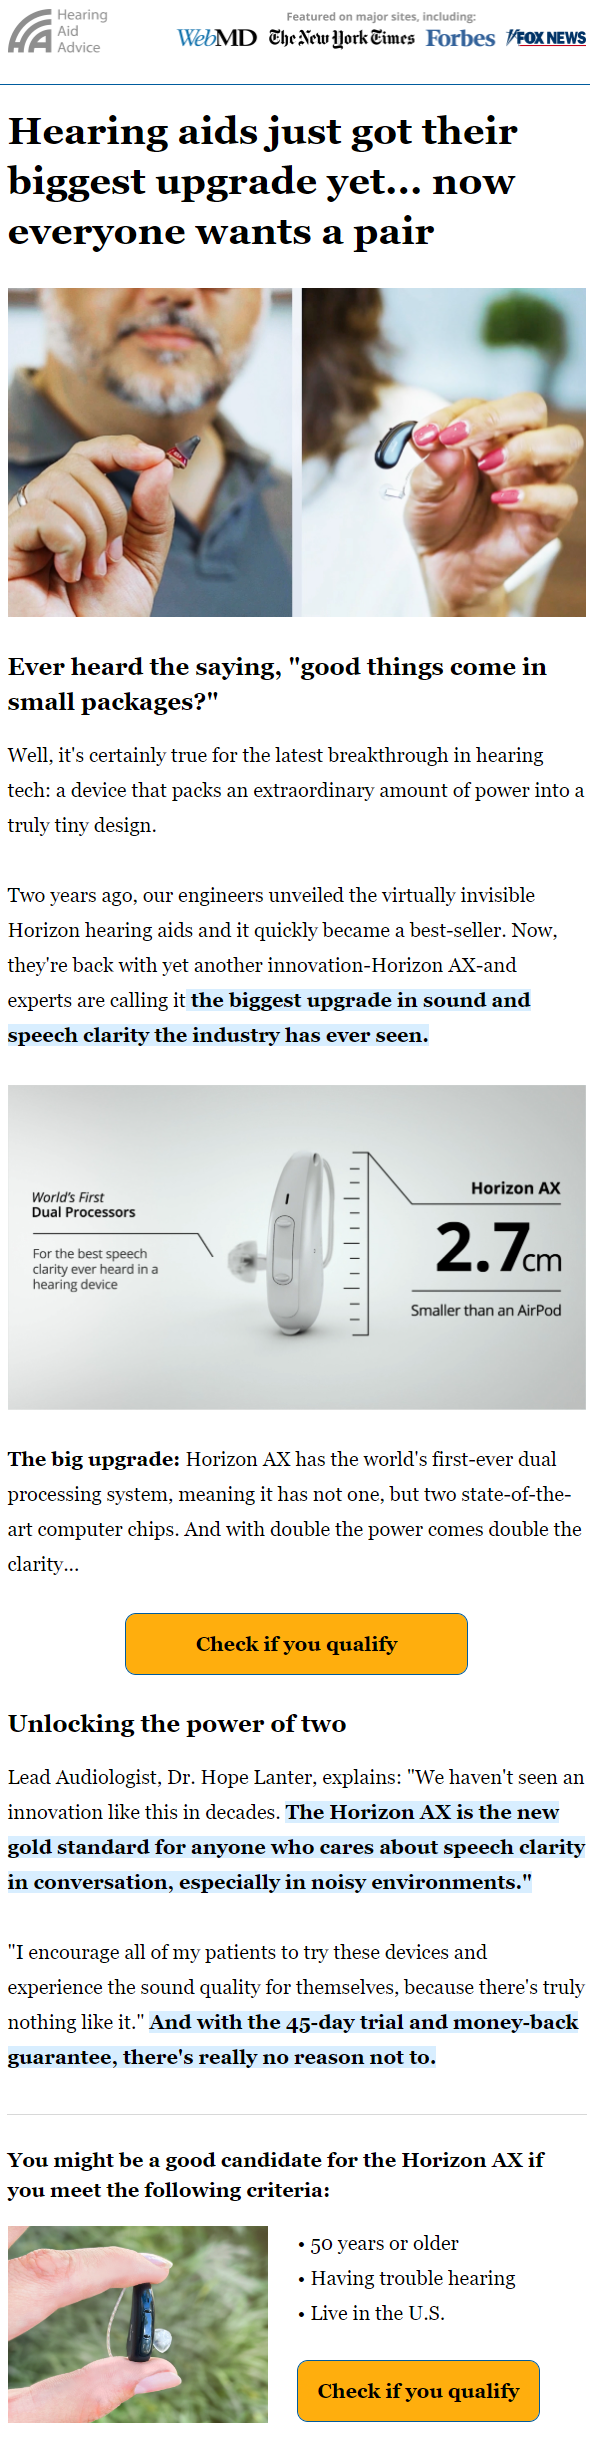 Hearing
Aid
Advice
Featured on major sites, including:
WebMD The New York Times Forbes FOX NEWS
Hearing aids just got their
biggest upgrade yet... now
everyone wants a pair
Ever heard the saying, "good things come in
small packages?"
Well, it's certainly true for the latest breakthrough in hearing
tech: a device that packs an extraordinary amount of power into a
truly tiny design.
Two years ago, our engineers unveiled the virtually invisible
Horizon hearing aids and it quickly became a best-seller. Now,
they're back with yet another innovation-Horizon AX-and
experts are calling it the biggest upgrade in sound and
speech clarity the industry has ever seen.
World's First
Dual Processors
For the best speech
clarity ever heard in a
hearing device
Horizon AX
2.7cm
Smaller than an AirPod
The big upgrade: Horizon AX has the world's first-ever dual
processing system, meaning it has not one, but two state-of-the-
art computer chips. And with double the power comes double the
clarity...
Check if you qualify
Unlocking the power of two
Lead Audiologist, Dr. Hope Lanter, explains: "We haven't seen an
innovation like this in decades. The Horizon AX is the new
gold standard for anyone who cares about speech clarity
in conversation, especially in noisy environments."
"I encourage all of my patients to try these devices and
experience the sound quality for themselves, because there's truly
nothing like it." And with the 45-day trial and money-back
guarantee, there's really no reason not to.
You might be a good candidate for the Horizon AX if
you meet the following criteria:
• 50 years or older
• Having trouble hearing
• Live in the U.S.
Check if you qualify